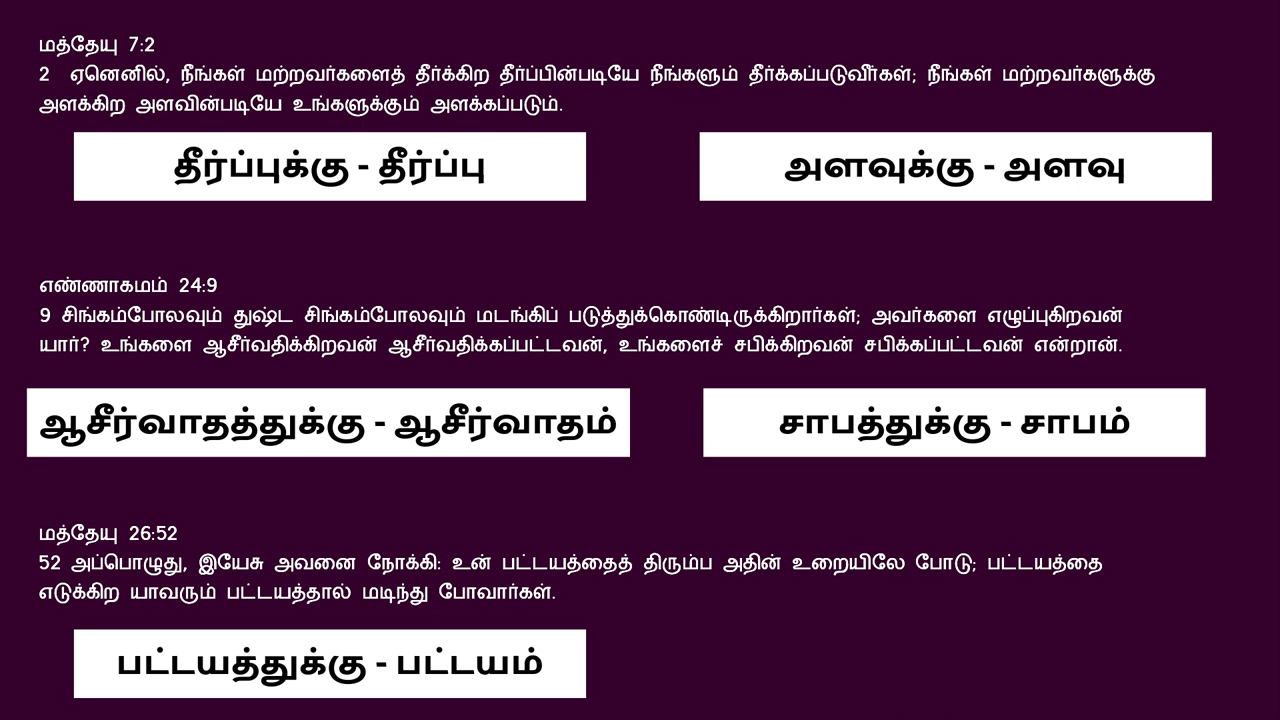 மத்தேயு 7:2
2 ஏனெனில், நீங்கள் மற்றவர்களைத் தீர்க்கிற தீர்ப்பின்படியே நீங்களும் தீர்க்கப்படுவீர்கள்; நீங்கள் மற்றவர்களுக்கு
அளக்கிற அளவின்படியே உங்களுக்கும் அளக்கப்படும்.
தீர்ப்புக்கு - தீர்ப்பு
அளவுக்கு - அளவு
எண்ணாகமம் 24:9
9 சிங்கம்போலவும் துஷ்ட சிங்கம்போலவும் மடங்கிப் படுத்துக்கொண்டிருக்கிறார்கள்; அவர்களை எழுப்புகிறவன்
யார்? உங்களை ஆசீர்வதிக்கிறவன் ஆசீர்வதிக்கப்பட்டவன், உங்களைச் சபிக்கிறவன் சபிக்கப்பட்டவன் என்றான்.
ஆசீர்வாதத்துக்கு - ஆசீர்வாதம்
சாபத்துக்கு - சாபம்
மத்தேயு 26:52
52 அப்பொழுது, இயேசு அவனை நோக்கி: உன் பட்டயத்தைத் திரும்ப அதின் உறையிலே போடு; பட்டயத்தை
எடுக்கிற யாவரும் பட்டயத்தால் மடிந்து போவார்கள்.
பட்டயத்துக்கு - பட்டயம்